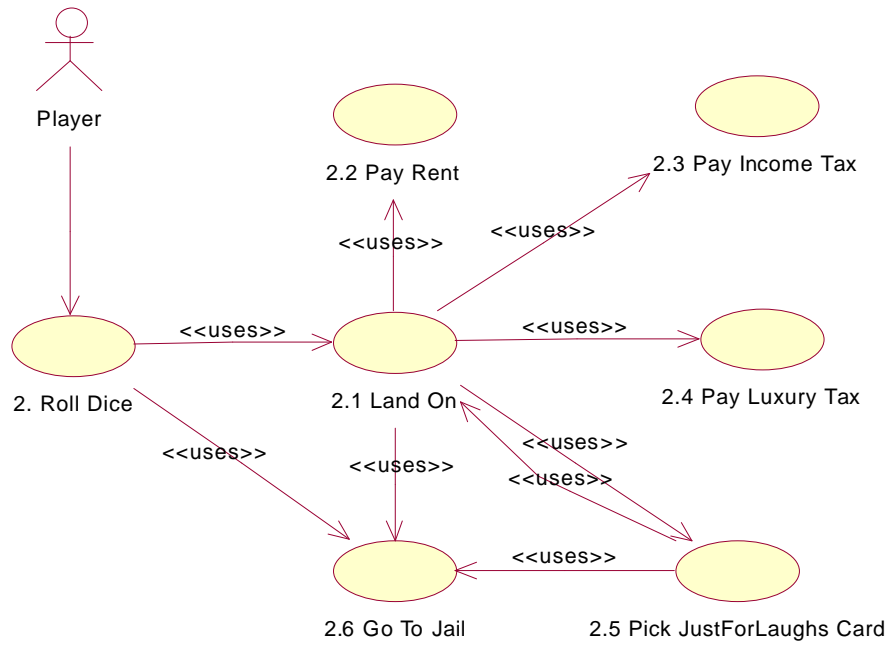 Player
2.2 Pay Rent
2.3 Pay Income Tax
<<uses>>
<<uses>>
<<uses>>
<<uses>>
2. Roll Dice
2.1 Land On
2.4 Pay Luxury Tax
<<uses>>
<<uses>>
<<uses>>
<<uses>>
<<uses>>
2.6 Go To Jail
2.5 Pick JustForLaughs Card